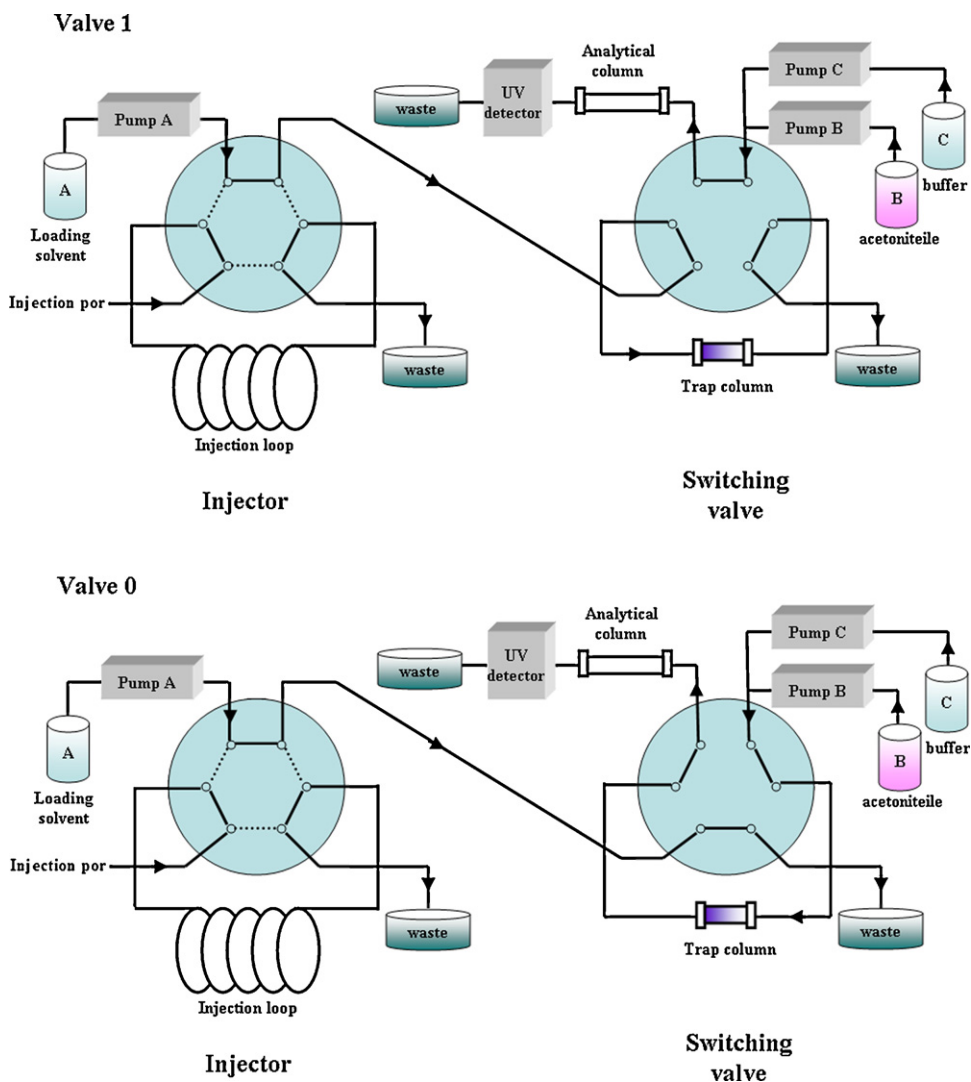 Valve 1
Analytical
column
Pump C
UV
detector
waste
Pump A
Pump B
A
C
B
buffer
Loading
solvent
acetoniteile
Injection por
waste
waste
Trap column
Injection loop
Injector
Switching
valve
Valve 0
Analytical
column
Pump C
UV
detector
waste
Pump A
Pump B
A
C
B
buffer
Loading
solvent
acetoniteile
Injection por
waste
waste
Trap column
Injection loop
Injector
Switching
valve